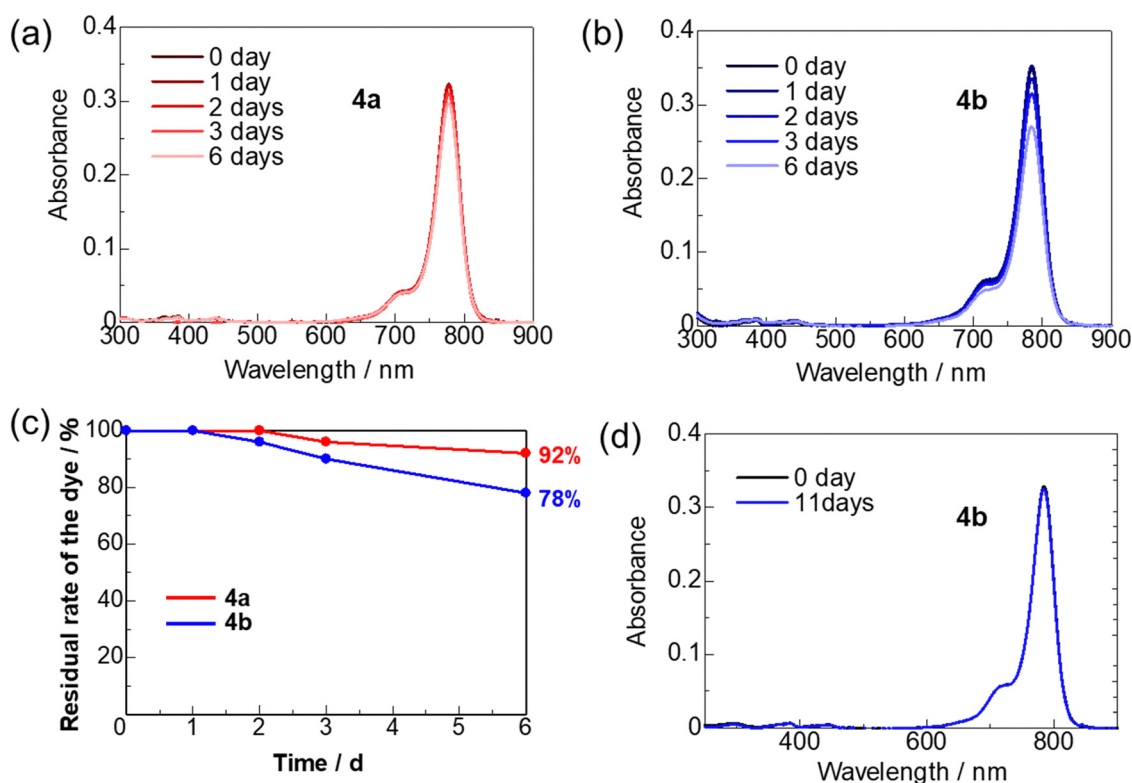 (a)
0.4
0.3
0.2
0.1
0
Absorbance
0 day
1 day
2 days
3 days
6 days
4a
300 400 500 600 700 800 900
Wavelength / nm
(b)
0.4
0.3
0.2
0.1
0
Absorbance
0 day
1 day
2 days
3 days
6 days
4b
300 400 500 600 700 800 900
Wavelength / nm
(c)
100
80
60
40
20
Residual rate of the dye / %
92%
78%
4a
4b
0 1 2 3 4 5 6
Time / d
(d)
0.4
0.3
0.2
0.1
0
Absorbance
0 day
11days
4b
400 500 600 700 800
Wavelength / nm